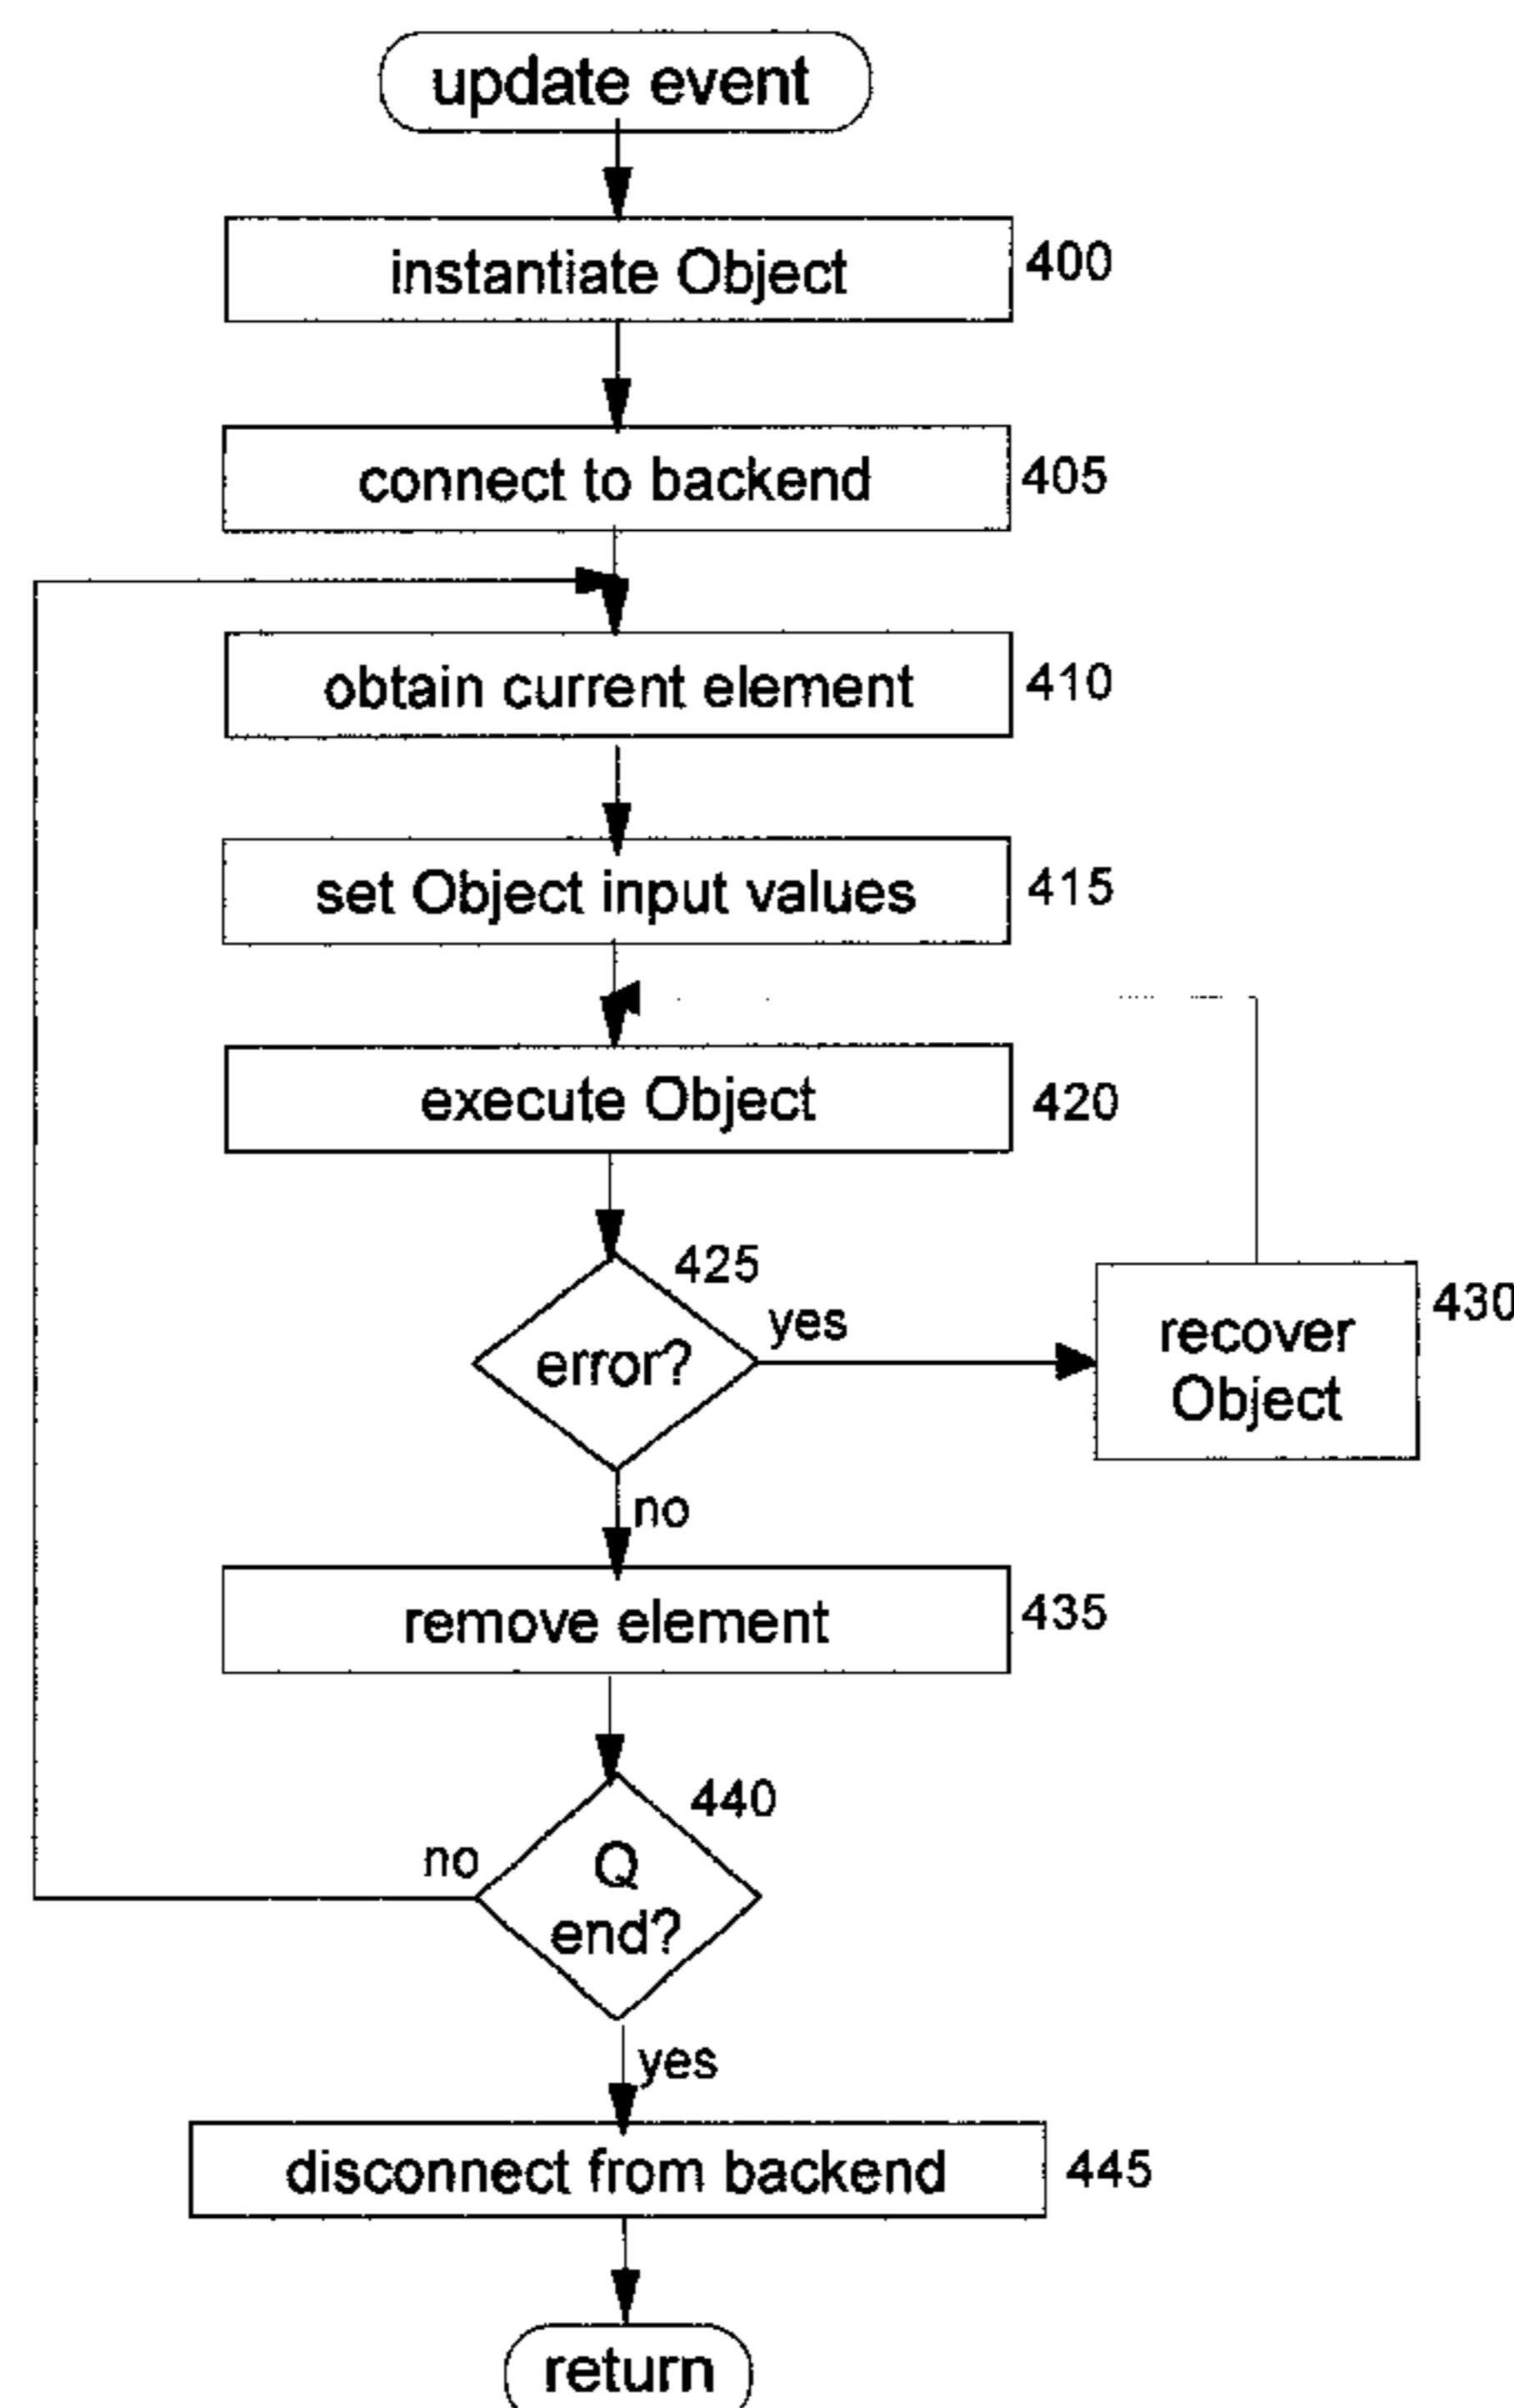 update event
instantiate Object
400
connect to backend
405
obtain current element
410
set Object input values
415
execute Object
420
425
error?
yes
recover
Object
430
no
remove element
435
440
no
Q
end?
yes
disconnect from backend
445
return